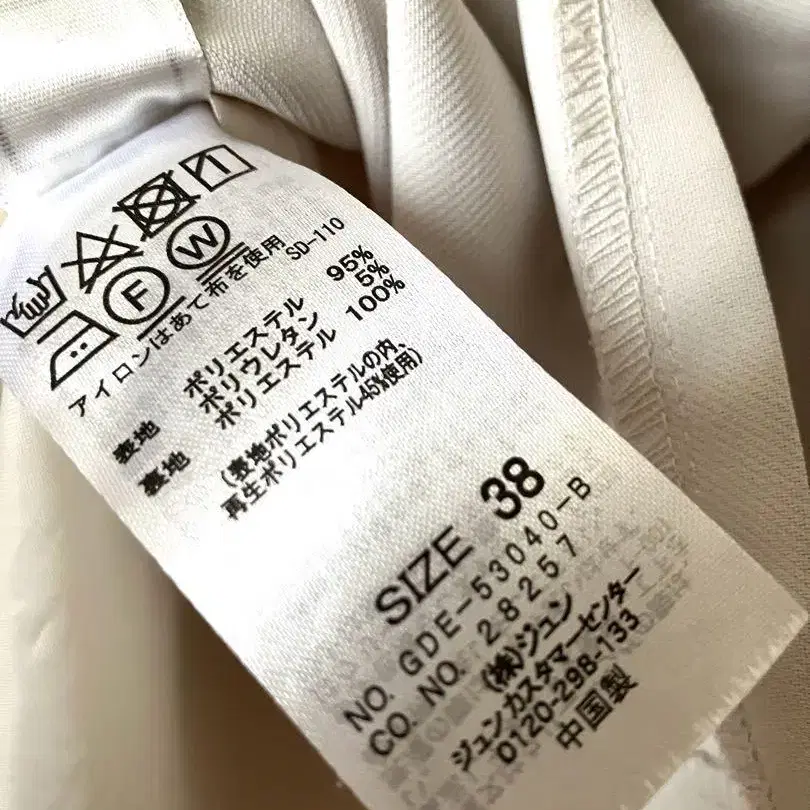 F W
アイロンはあて布を使用 SD-110
表地 ポリエステル 95%
ポリウレタン 5%
裏地 ポリエステル 100%
(表地ポリエステルの内、
再生ポリエステル45%使用)
SIZE 38
NO. GDE-53040-B
CO. NO. 28257
(株)ジュン
ジュンカスタマーセンター
0120-298-133
中国製